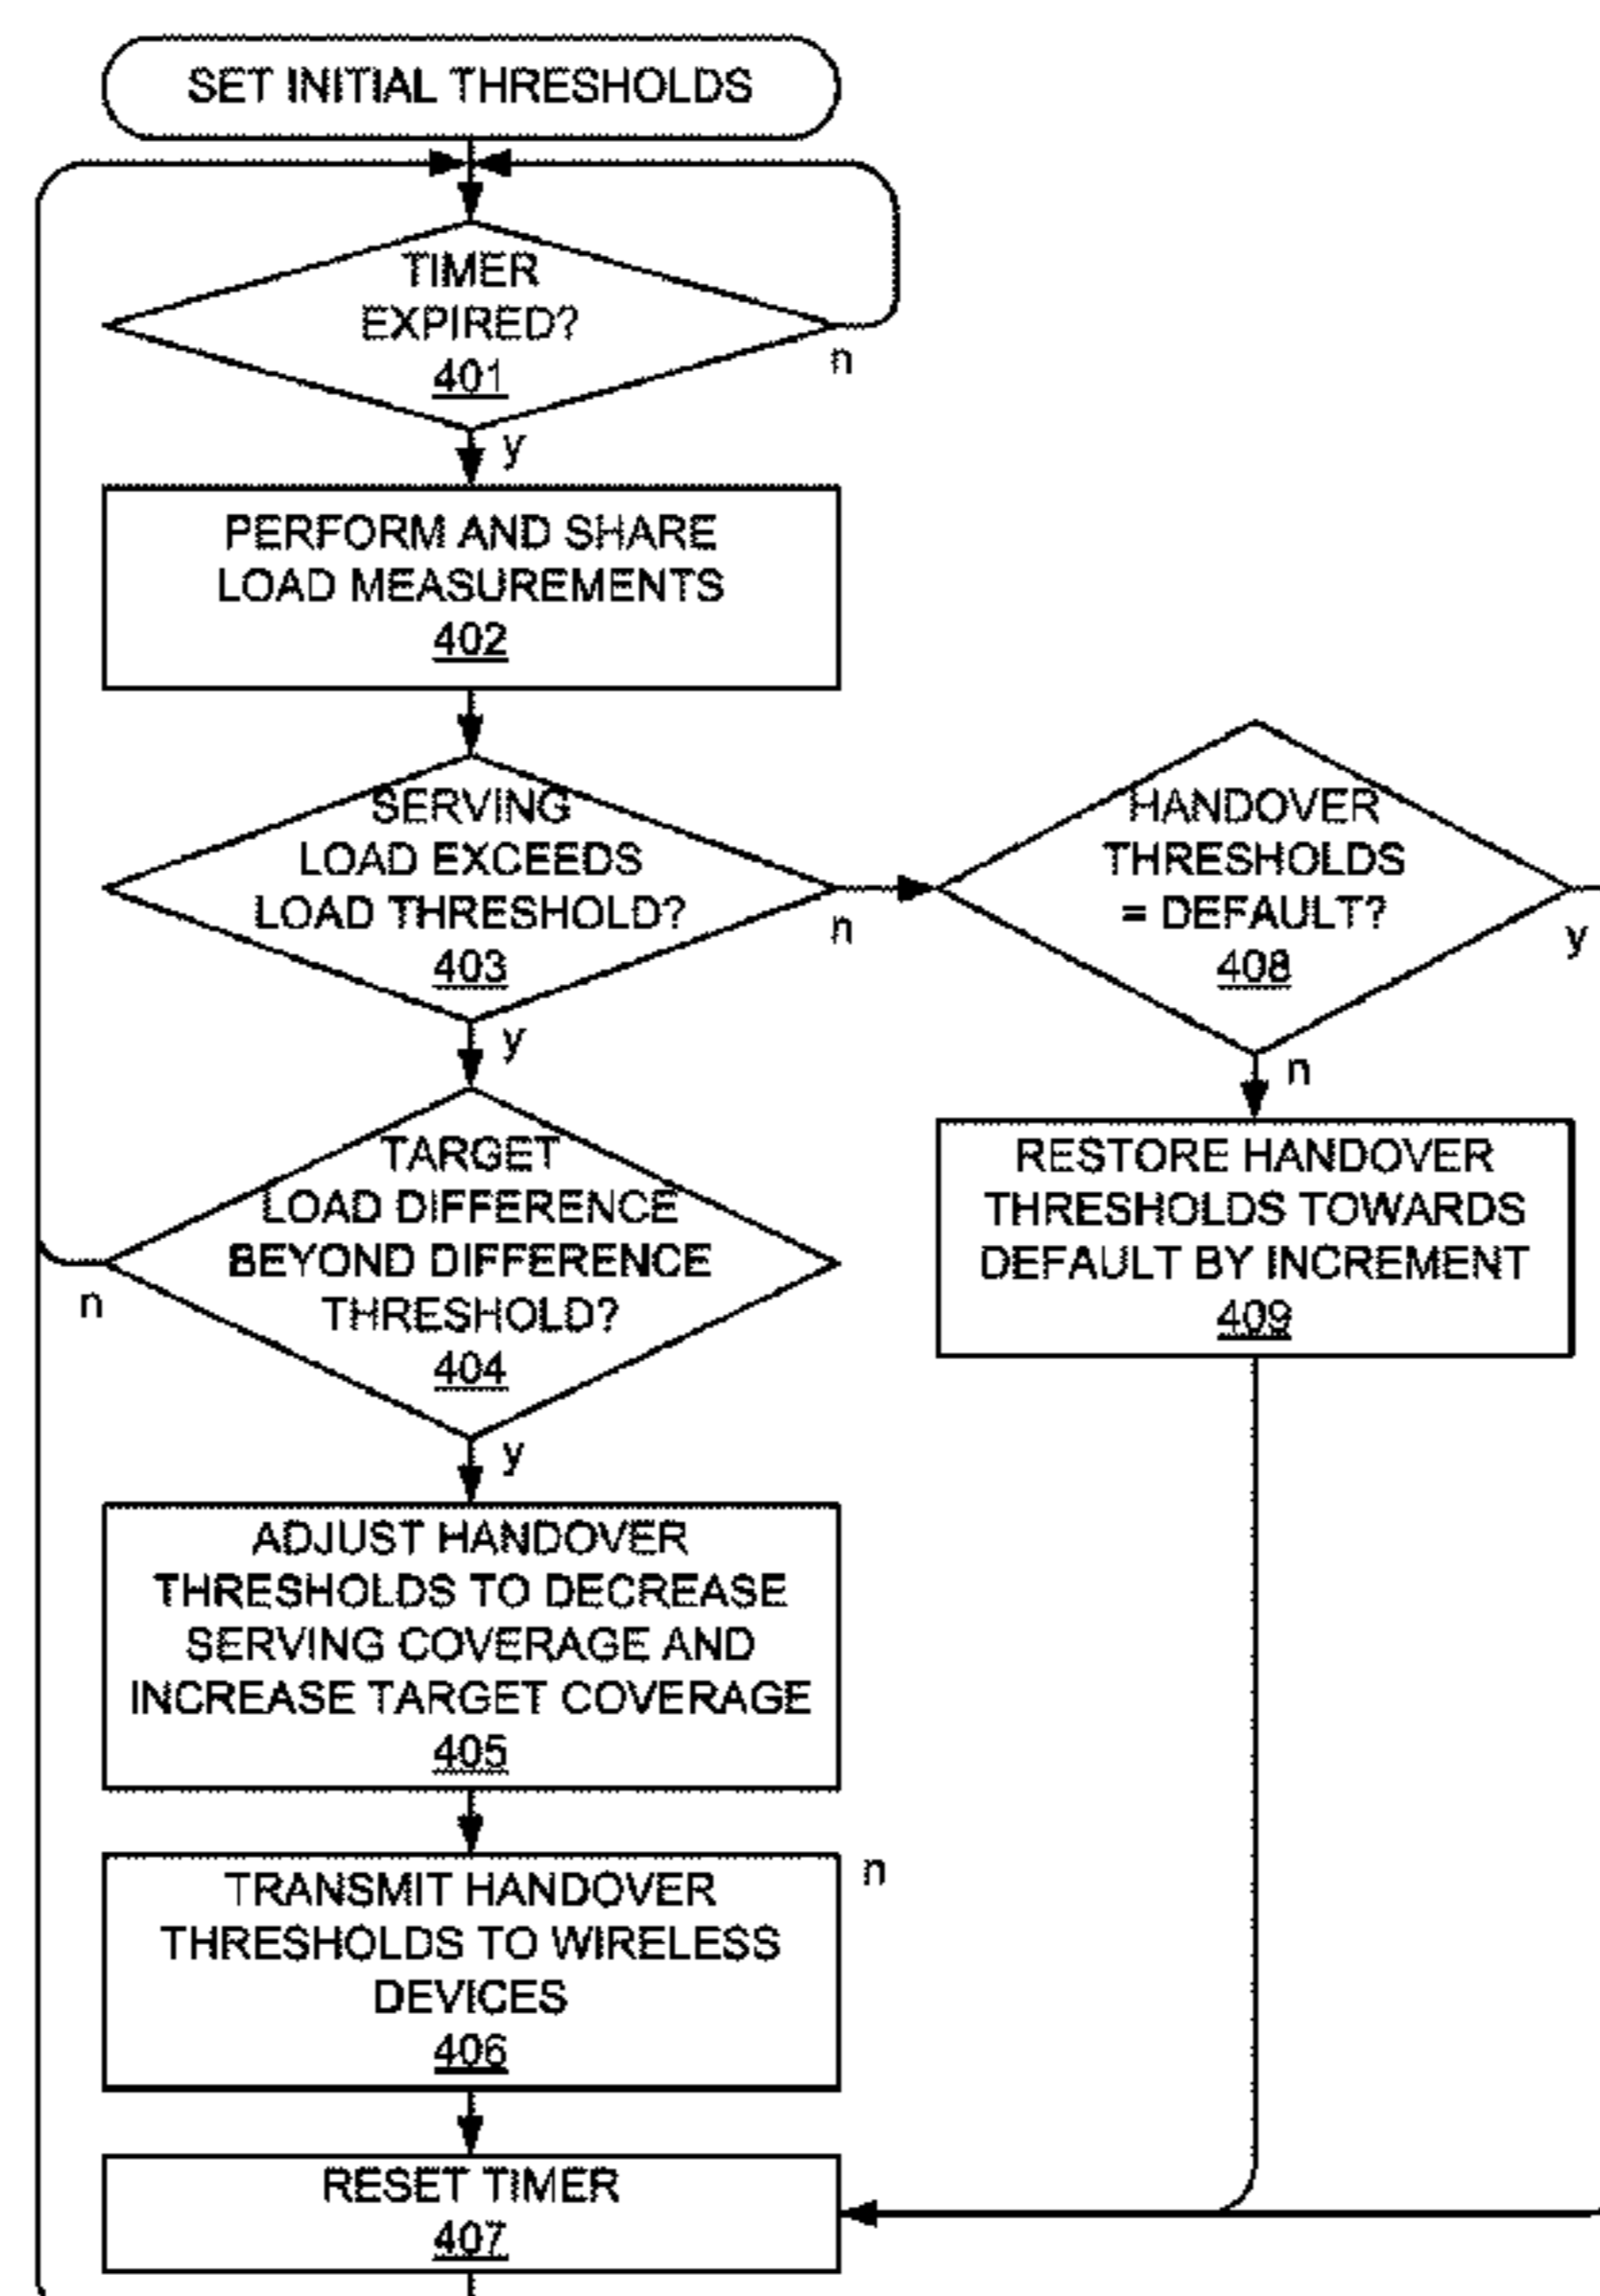 SET INITIAL THRESHOLDS
TIMER
EXPIRED?
401
n
y
PERFORM AND SHARE
LOAD MEASUREMENTS
402
SERVING
LOAD EXCEEDS
LOAD THRESHOLD?
403
n
y
HANDOVER
THRESHOLDS
= DEFAULT?
408
y
n
TARGET
LOAD DIFFERENCE
BEYOND DIFFERENCE
THRESHOLD?
404
n
y
RESTORE HANDOVER
THRESHOLDS TOWARDS
DEFAULT BY INCREMENT
409
ADJUST HANDOVER
THRESHOLDS TO DECREASE
SERVING COVERAGE AND
INCREASE TARGET COVERAGE
405
TRANSMIT HANDOVER
THRESHOLDS TO WIRELESS
DEVICES
406
n
RESET TIMER
407